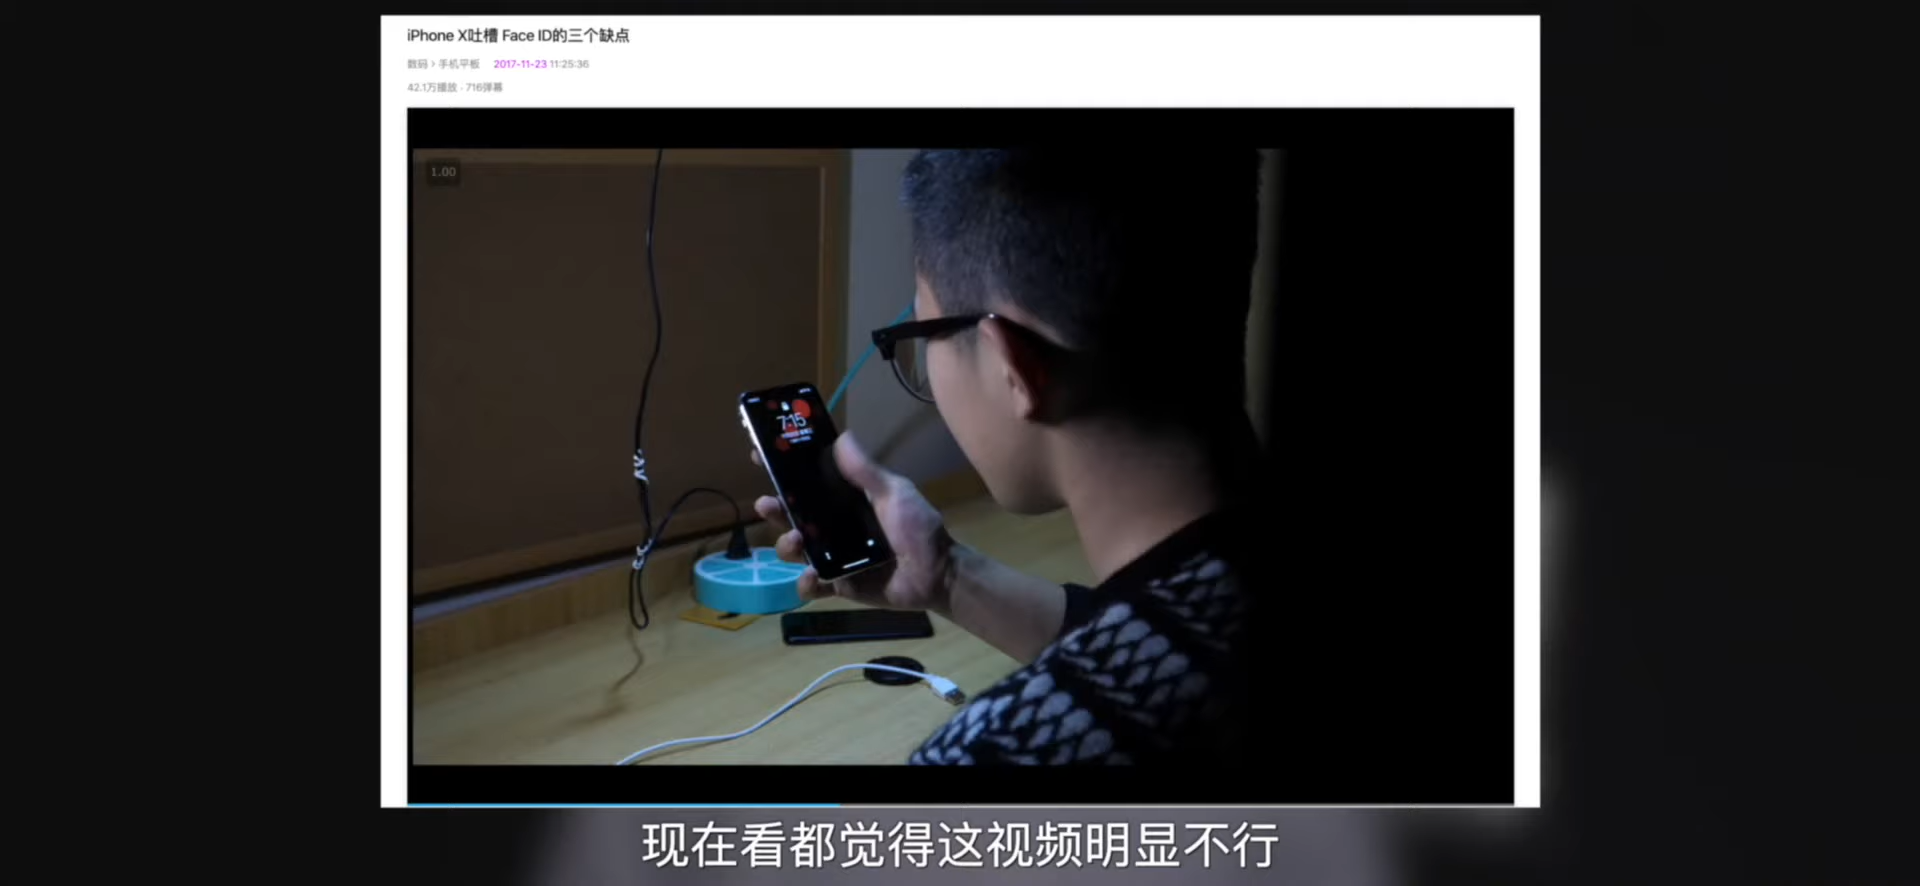 iPhone X吐槽 Face ID的三个缺点
数码 > 手机平板 2017-11-23 11:25:36
42.1万播放 · 716弹幕
1.00
7:15
现在看都觉得这视频明显不行